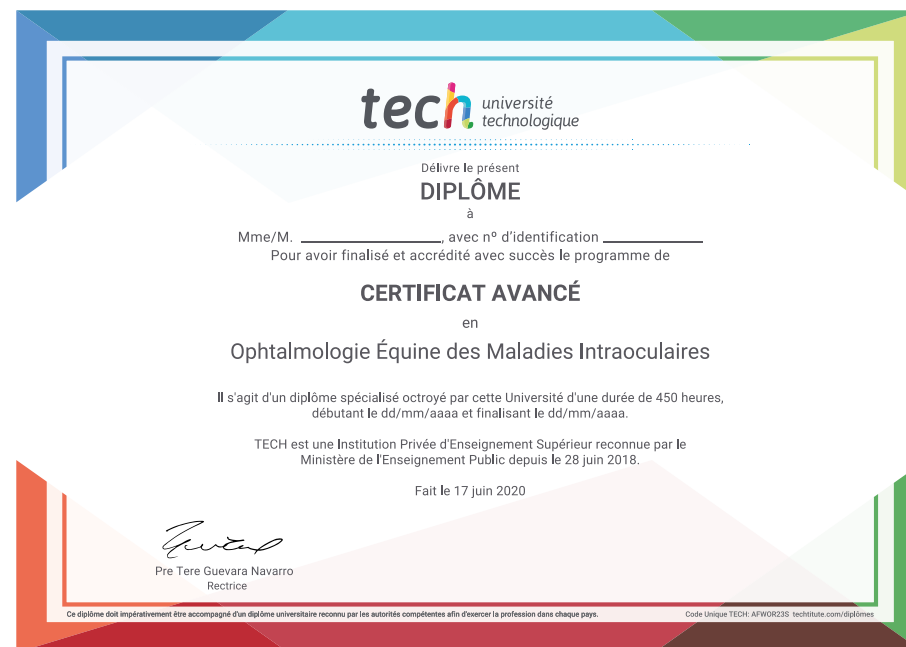 tech université
technologique
Délivre le présent
DIPLÔME
à
Mme/M. ____________________, avec nº d'identification ______________
Pour avoir finalisé et accrédité avec succès le programme de
CERTIFICAT AVANCÉ
en
Ophtalmologie Équine des Maladies Intraoculaires
Il s'agit d'un diplôme spécialisé octroyé par cette Université d'une durée de 450 heures,
débutant le dd/mm/aaaa et finalisant le dd/mm/aaaa.
TECH est une Institution Privée d'Enseignement Supérieur reconnue par le
Ministère de l'Enseignement Public depuis le 28 juin 2018.
Fait le 17 juin 2020
Pre Tere Guevara Navarro
Rectrice
Ce diplôme doit impérativement être accompagné d'un diplôme universitaire reconnu par les autorités compétentes afin d'exercer la profession dans chaque pays.
Code Unique TECH: AFWOR23S techtitute.com/diplômes